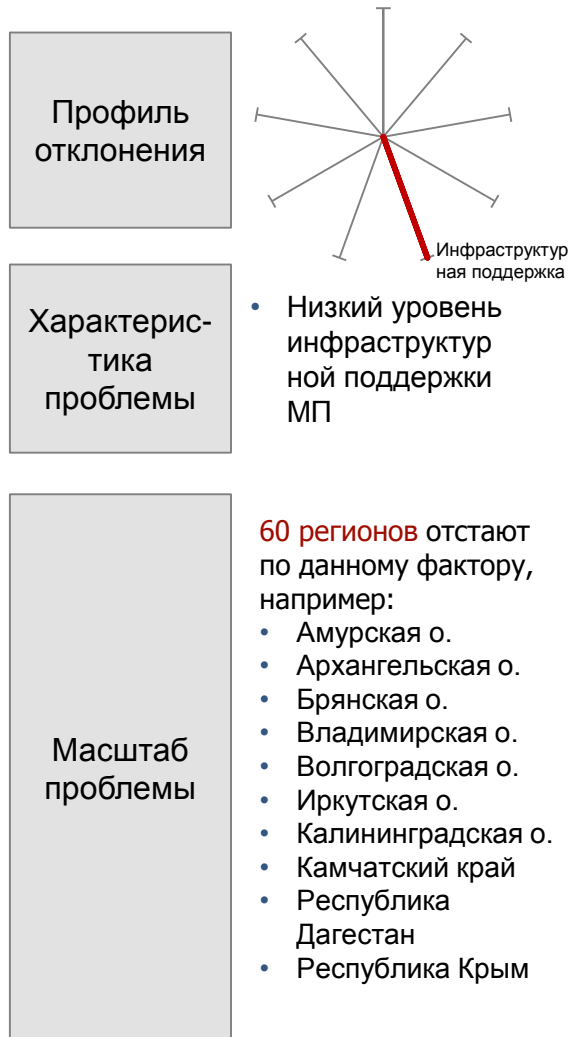 Профиль
отклонения
Инфраструктур
ная поддержка
Характерис-
тика
проблемы
• Низкий уровень
инфраструктур
ной поддержки
МП
Масштаб
проблемы
60 регионов отстают
по данному фактору,
например:
• Амурская о.
• Архангельская о.
• Брянская о.
• Владимирская о.
• Волгоградская о.
• Иркутская о.
• Калининградская о.
• Камчатский край
• Республика
Дагестан
• Республика Крым